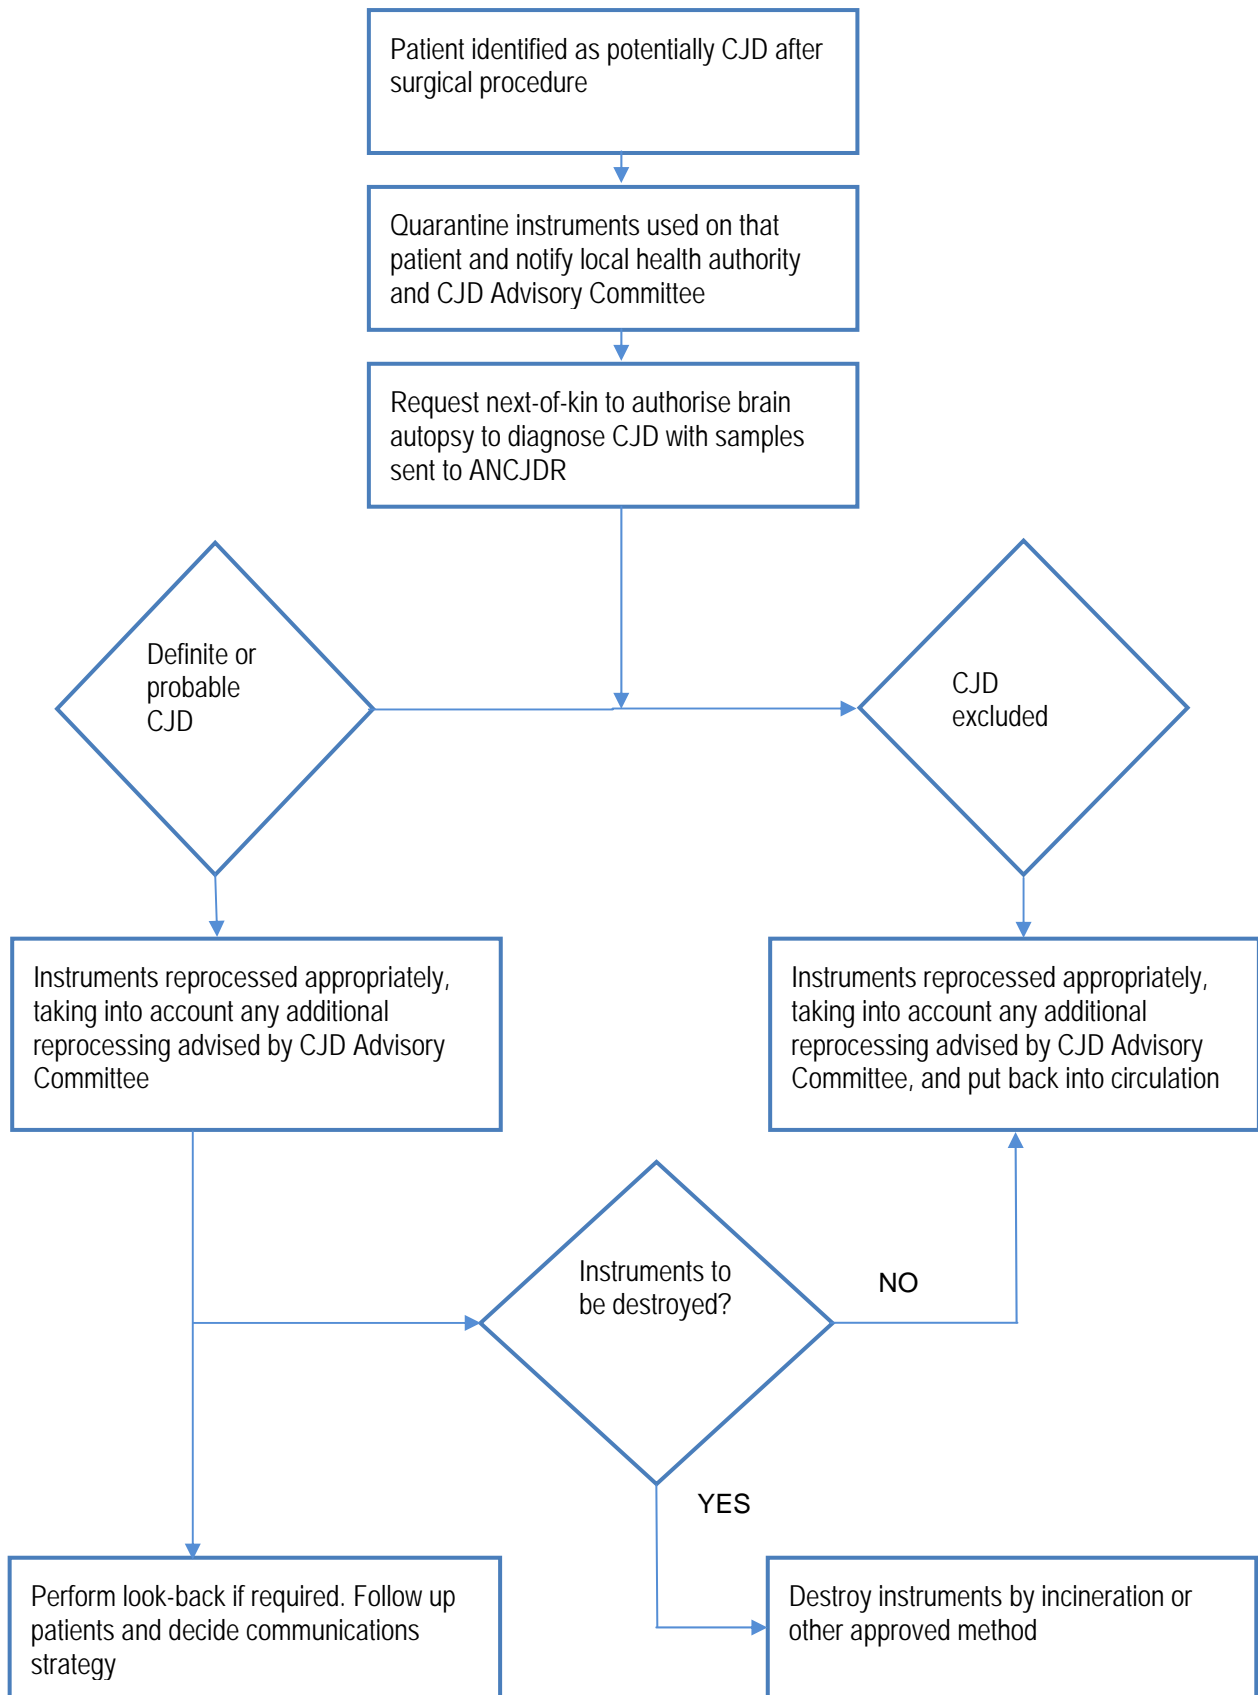 Patient identified as potentially CJD after
surgical procedure
Quarantine instruments used on that
patient and notify local health authority
and CJD Advisory Committee
Request next-of-kin to authorise brain
autopsy to diagnose CJD with samples
sent to ANCJDR
Definite or
probable
CJD
CJD
excluded
Instruments reprocessed appropriately,
taking into account any additional
reprocessing advised by CJD Advisory
Committee
Instruments reprocessed appropriately,
taking into account any additional
reprocessing advised by CJD Advisory
Committee, and put back into circulation
Instruments to
be destroyed?
NO
YES
Perform look-back if required. Follow up
patients and decide communications
strategy
Destroy instruments by incineration or
other approved method